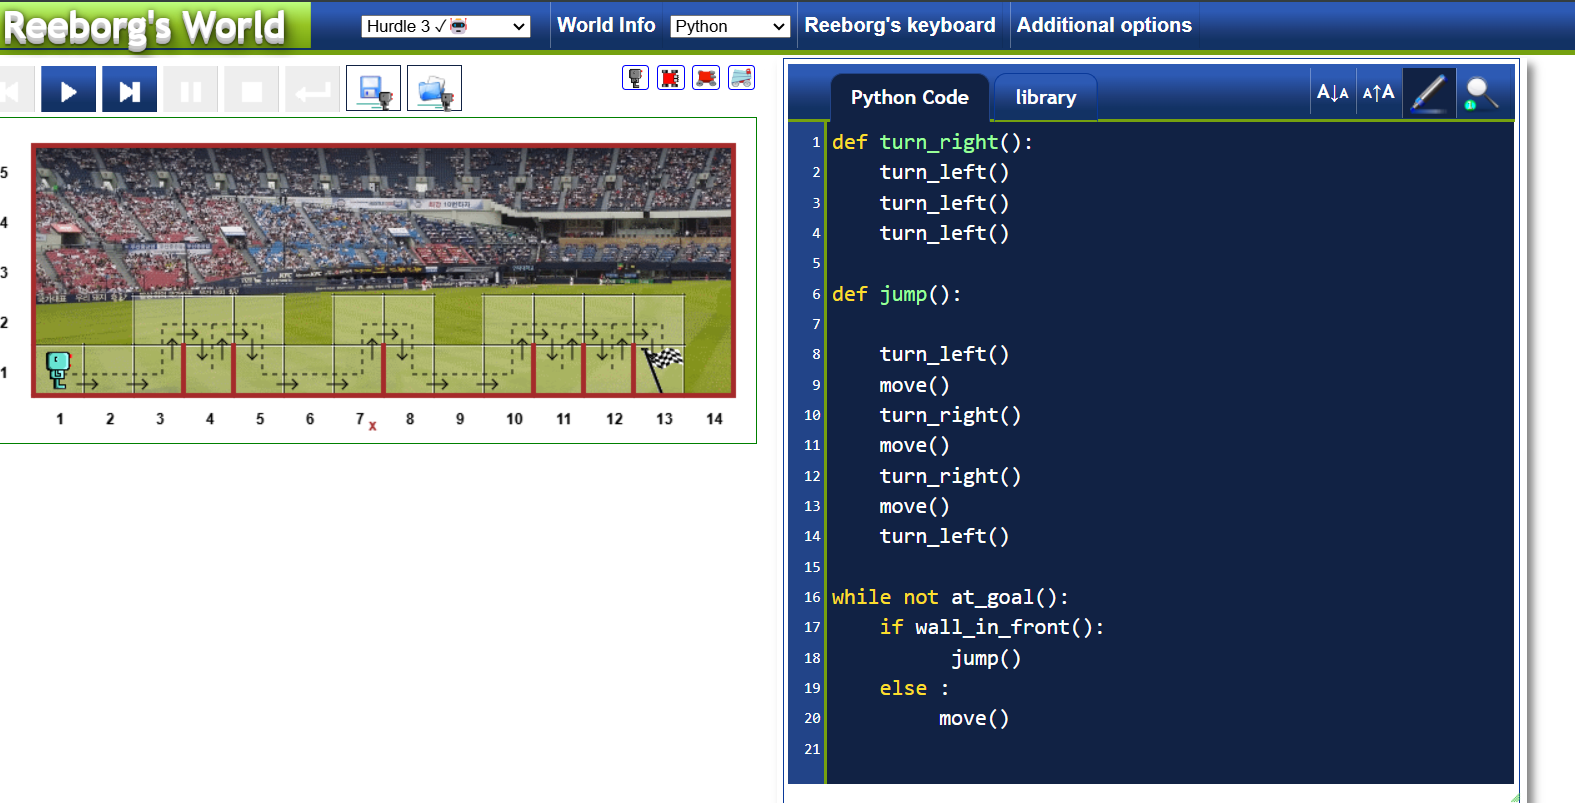 Reeborg's World
Hurdle 3 ✓🤖
World Info
Python
Reeborg's keyboard
Additional options
Python Code
library
A↓A
A↑A
5
4
3
2
1
1 2 3 4 5 6 7 x 8 9 10 11 12 13 14
1 def turn_right():
2 turn_left()
3 turn_left()
4 turn_left()
5
6 def jump():
7
8 turn_left()
9 move()
10 turn_right()
11 move()
12 turn_right()
13 move()
14 turn_left()
15
16 while not at_goal():
17 if wall_in_front():
18 jump()
19 else :
20 move()
21